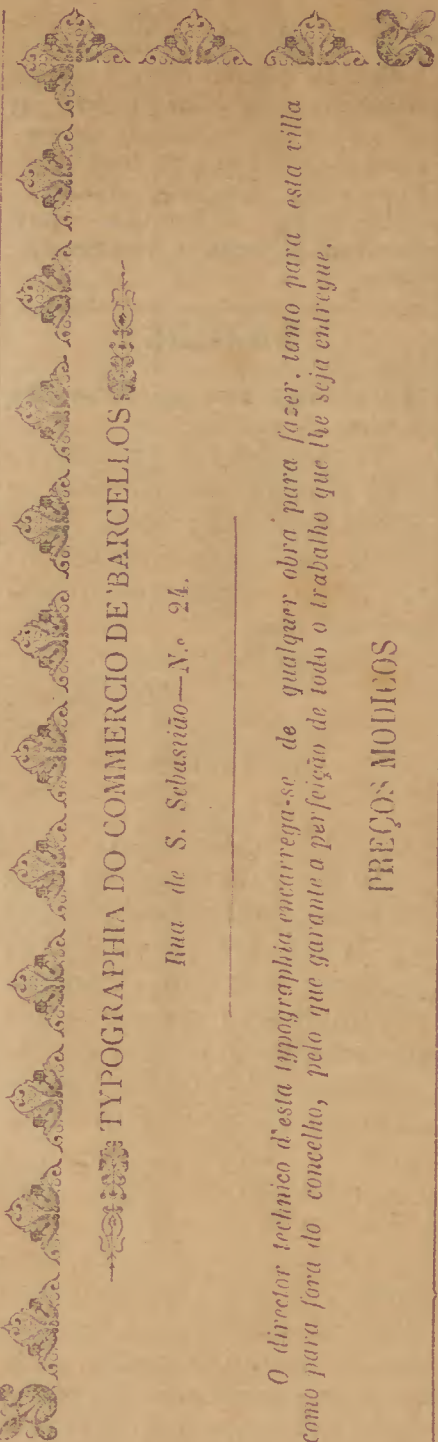 TYPOGRAPHIA DO COMMERCIO DE BARCELLOS
Rua de S. Sebastião—N.º 24.
O director technico d'esta typographia encarrega-se de qualquer obra para fazer, tanto para esta villa
como para fora do concelho, pelo que garante a perfeição de todo o trabalho que lhe seja entregue.
PREÇOS MODICOS